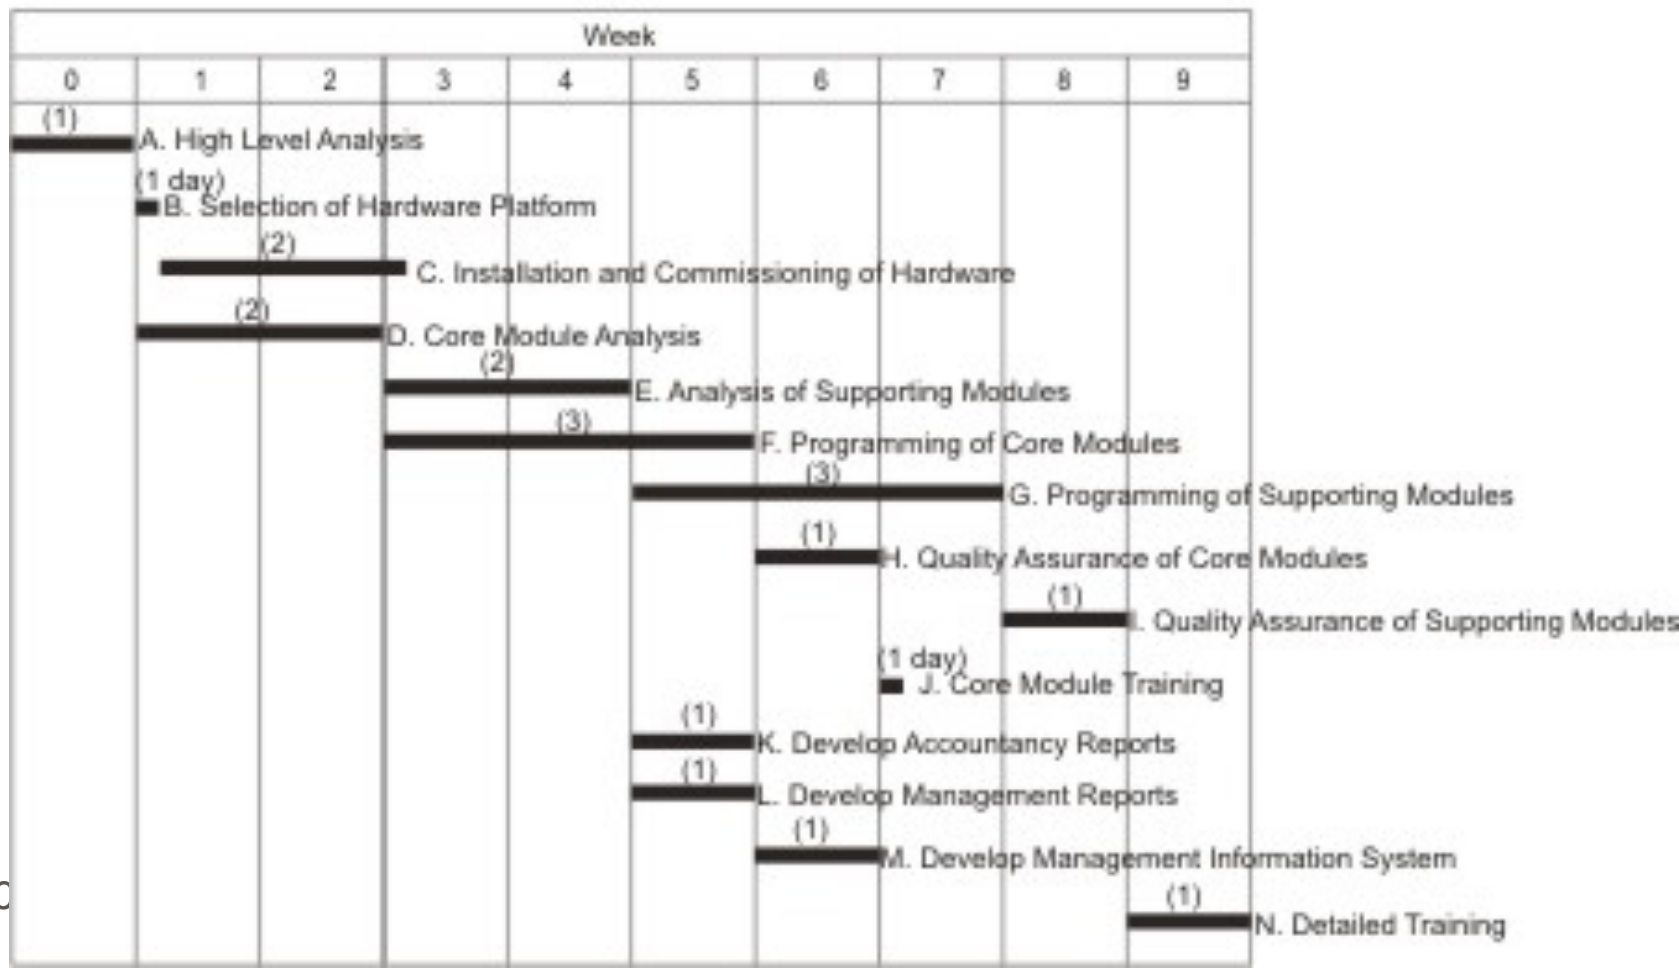 Week
0 1 2 3 4 5 6 7 8 9
(1)
A. High Level Analysis
(1 day)
B. Selection of Hardware Platform
(2)
C. Installation and Commissioning of Hardware
(2)
D. Core Module Analysis
(2)
E. Analysis of Supporting Modules
(3)
F. Programming of Core Modules
(3)
G. Programming of Supporting Modules
(1)
H. Quality Assurance of Core Modules
(1)
I. Quality Assurance of Supporting Modules
(1 day)
J. Core Module Training
(1)
K. Develop Accountancy Reports
(1)
L. Develop Management Reports
(1)
M. Develop Management Information System
(1)
N. Detailed Training